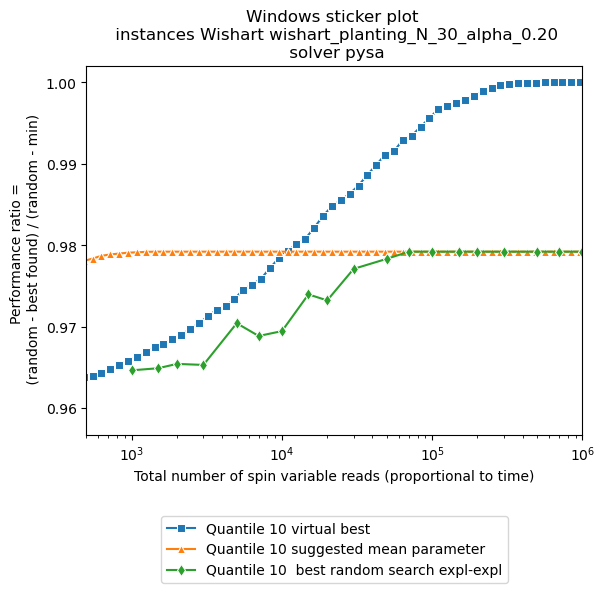 Windows sticker plot
instances Wishart wishart_planting_N_30_alpha_0.20
solver pysa
Performance ratio =
(random - best found) / (random - min)
1.00
0.99
0.98
0.97
0.96
10³
10⁴
10⁵
10⁶
Total number of spin variable reads (proportional to time)
Quantile 10 virtual best
Quantile 10 suggested mean parameter
Quantile 10  best random search expl-expl